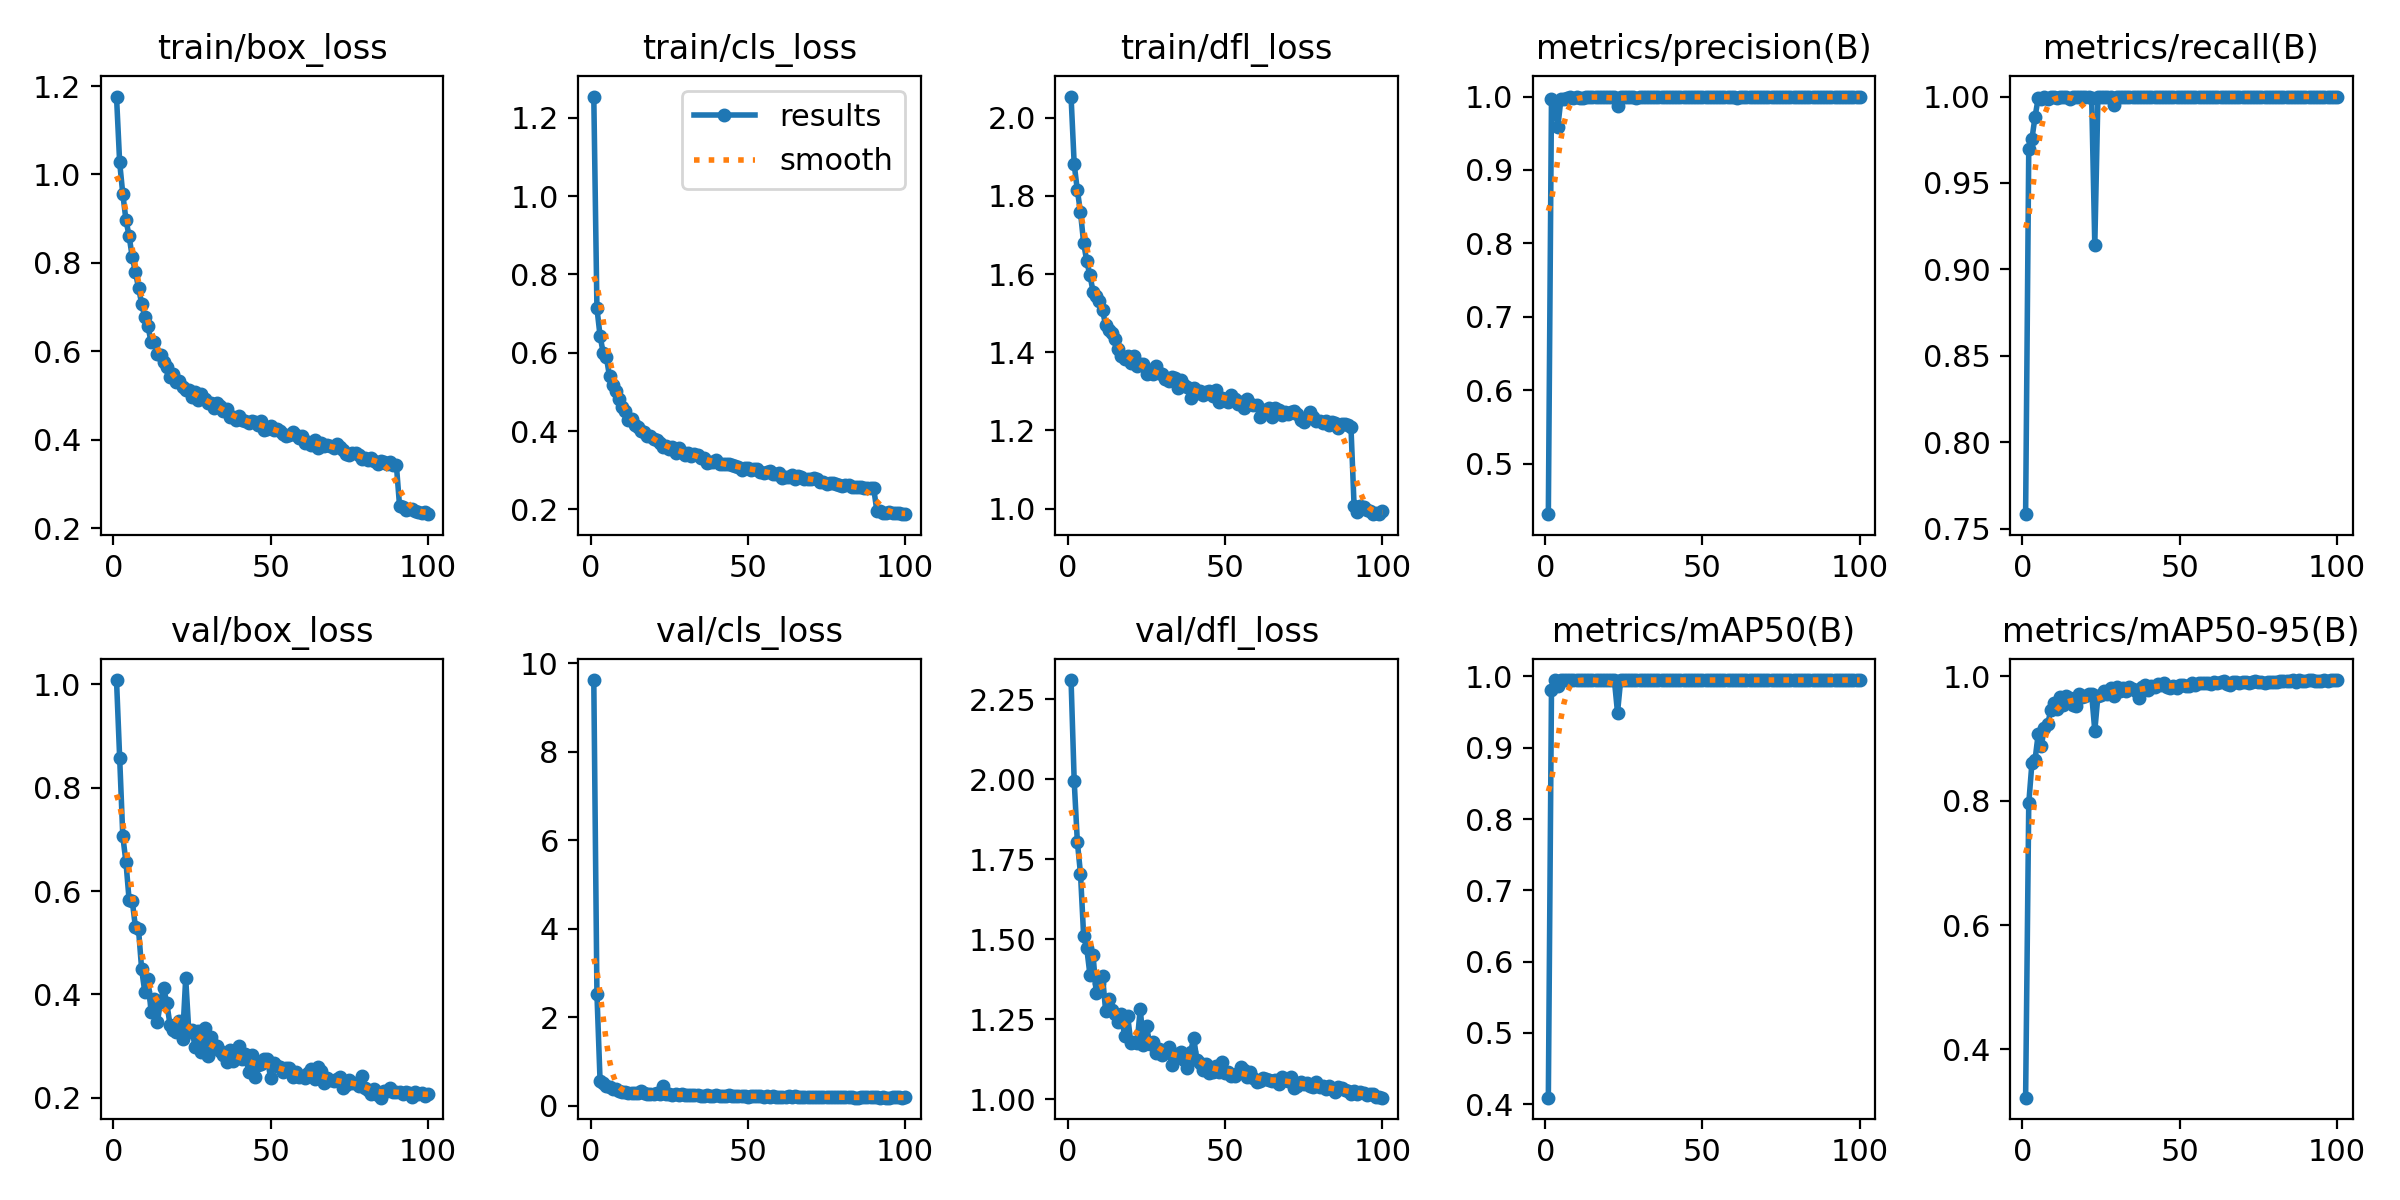 train/box_loss
1.2
1.0
0.8
0.6
0.4
0.2
0 50 100
train/cls_loss
results
smooth
1.2
1.0
0.8
0.6
0.4
0.2
0 50 100
train/dfl_loss
2.0
1.8
1.6
1.4
1.2
1.0
0 50 100
metrics/precision(B)
1.0
0.9
0.8
0.7
0.6
0.5
0 50 100
metrics/recall(B)
1.00
0.95
0.90
0.85
0.80
0.75
0 50 100
val/box_loss
1.0
0.8
0.6
0.4
0.2
0 50 100
val/cls_loss
10
8
6
4
2
0
0 50 100
val/dfl_loss
2.25
2.00
1.75
1.50
1.25
1.00
0 50 100
metrics/mAP50(B)
1.0
0.9
0.8
0.7
0.6
0.5
0.4
0 50 100
metrics/mAP50-95(B)
1.0
0.8
0.6
0.4
0 50 100